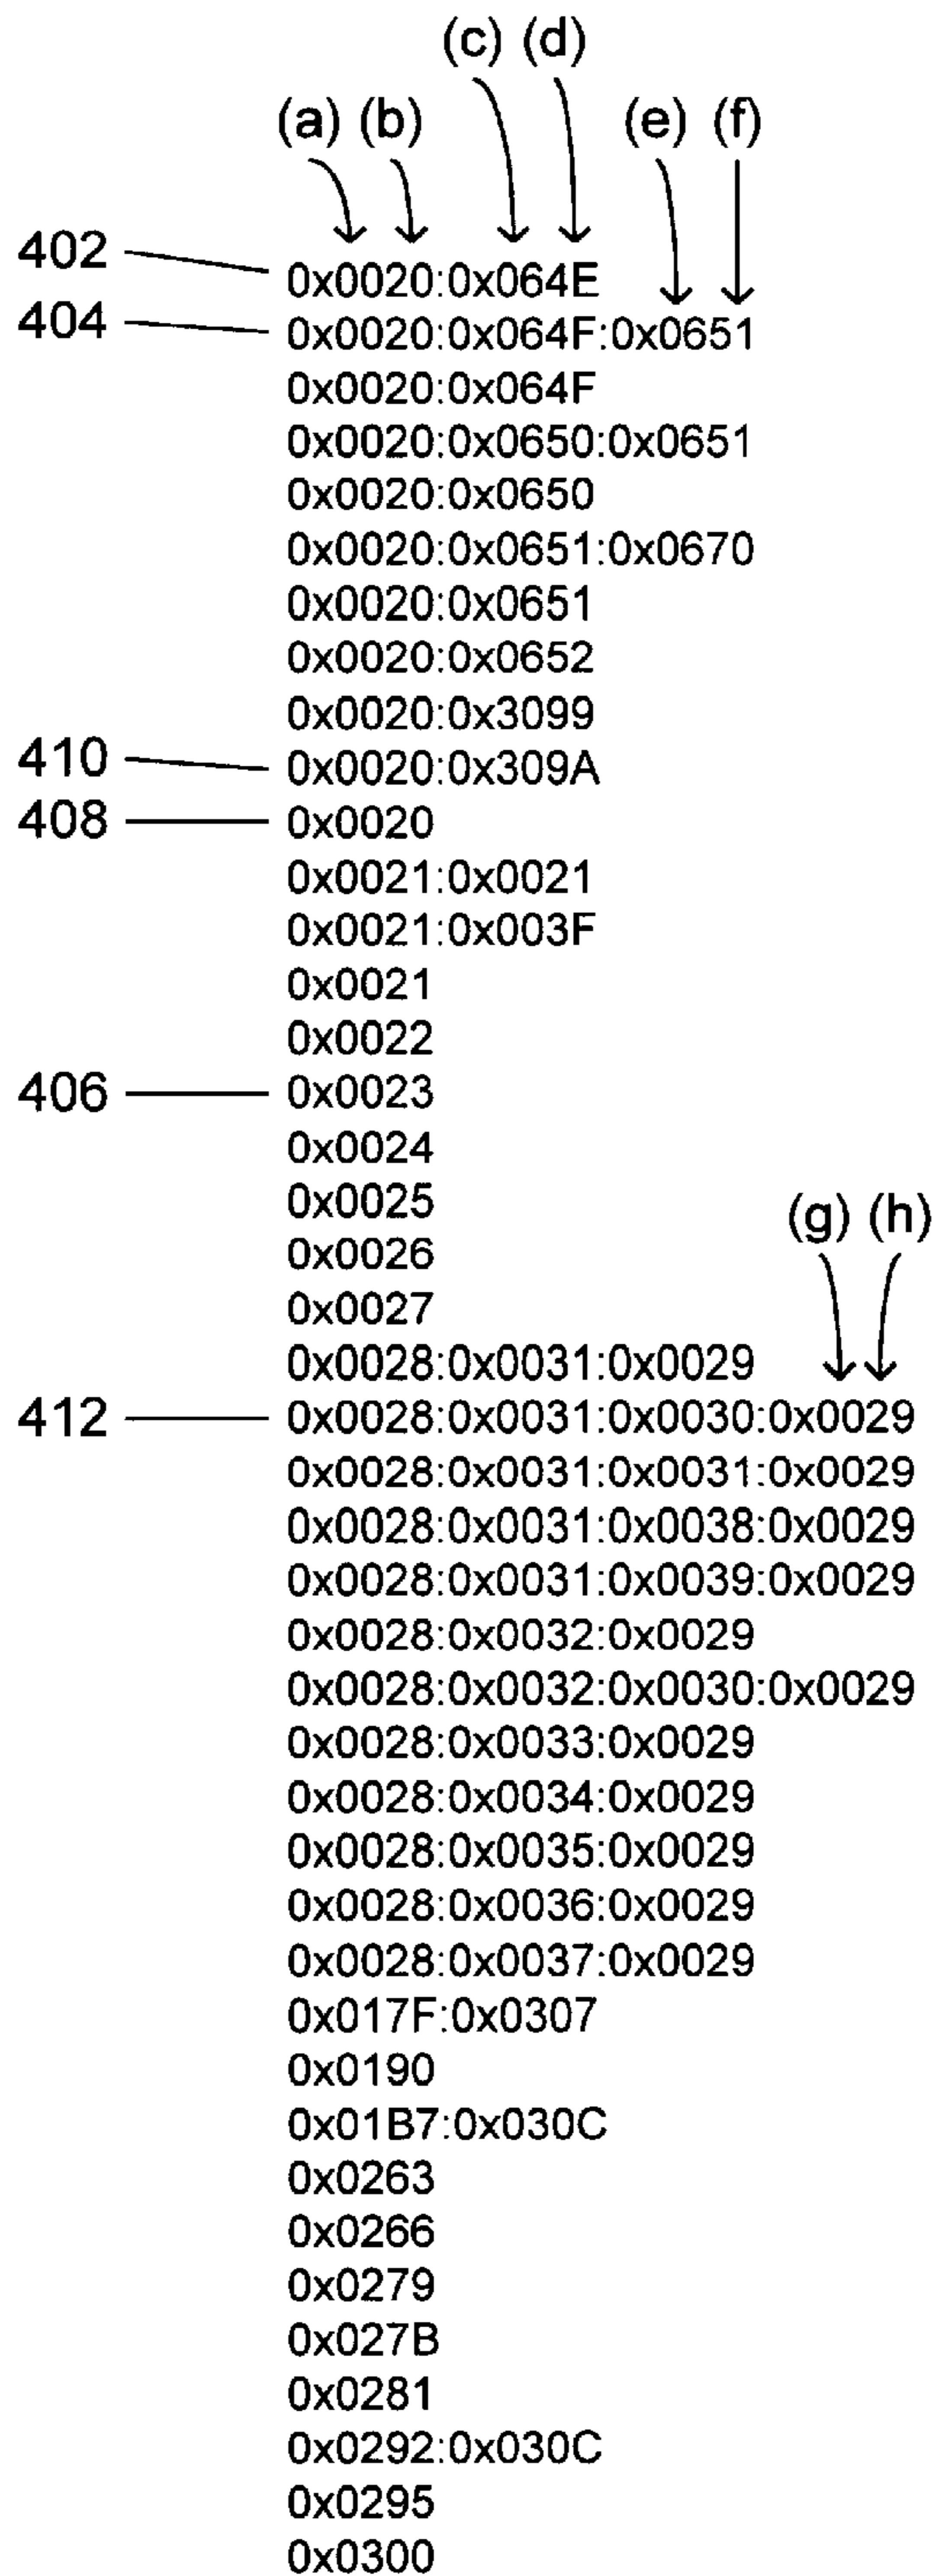 (c) (d)
(a) (b) (e) (f)
402 0x0020:0x064E
404 0x0020:0x064F:0x0651
0x0020:0x064F
0x0020:0x0650:0x0651
0x0020:0x0650
0x0020:0x0651:0x0670
0x0020:0x0651
0x0020:0x0652
0x0020:0x3099
410 0x0020:0x309A
408 0x0020
0x0021:0x0021
0x0021:0x003F
0x0021
0x0022
406 0x0023
0x0024
0x0025
(g) (h)
0x0026
0x0027
0x0028:0x0031:0x0029
412 0x0028:0x0031:0x0030:0x0029
0x0028:0x0031:0x0031:0x0029
0x0028:0x0031:0x0038:0x0029
0x0028:0x0031:0x0039:0x0029
0x0028:0x0032:0x0029
0x0028:0x0032:0x0030:0x0029
0x0028:0x0033:0x0029
0x0028:0x0034:0x0029
0x0028:0x0035:0x0029
0x0028:0x0036:0x0029
0x0028:0x0037:0x0029
0x017F:0x0307
0x0190
0x01B7:0x030C
0x0263
0x0266
0x0279
0x027B
0x0281
0x0292:0x030C
0x0295
0x0300